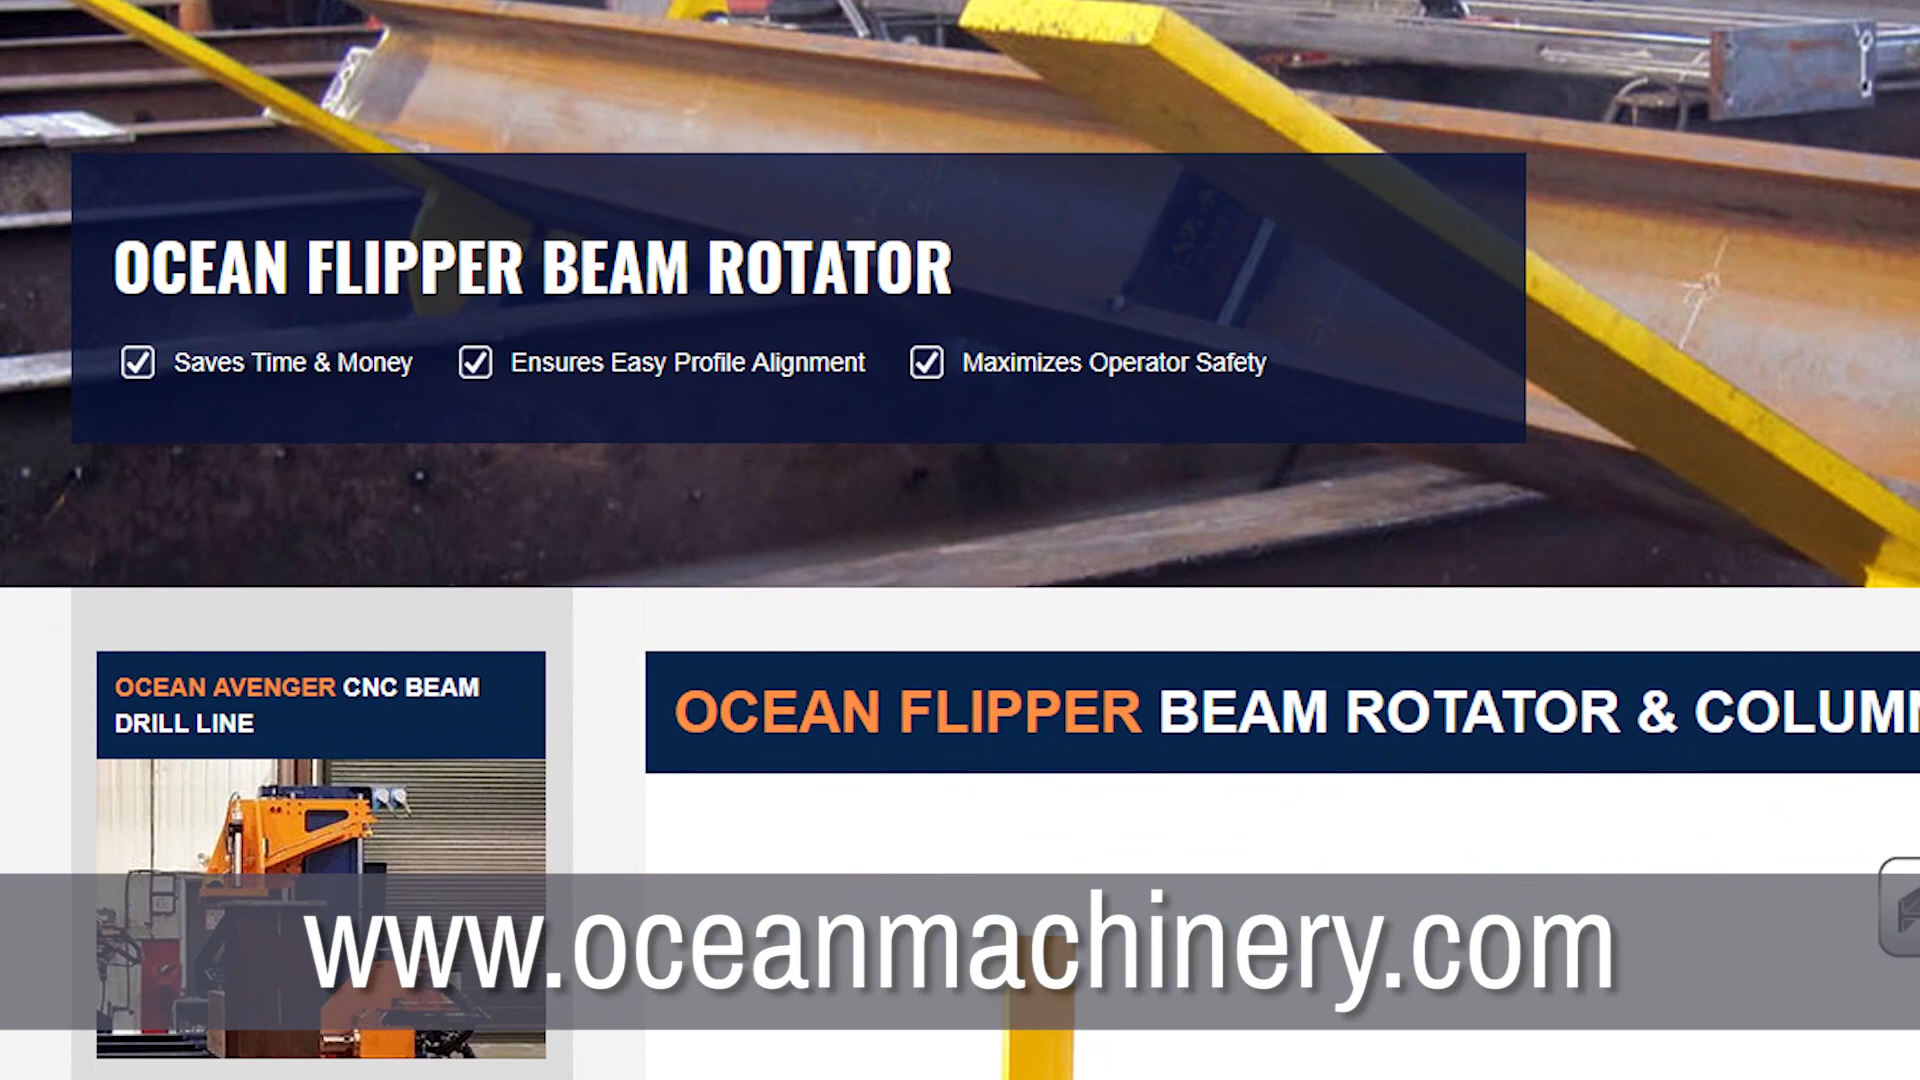 OCEAN FLIPPER BEAM ROTATOR
Saves Time & Money Ensures Easy Profile Alignment Maximizes Operator Safety
OCEAN AVENGER CNC BEAM
DRILL LINE
OCEAN FLIPPER BEAM ROTATOR & COLUMN
www.oceanmachinery.com